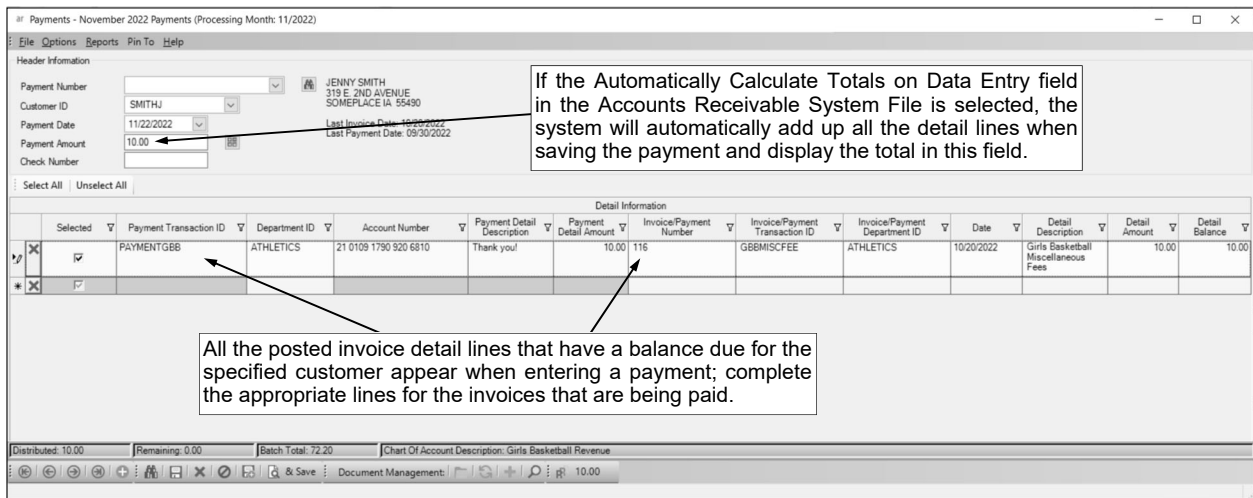 Payments - November 2022 Payments (Processing Month: 11/2022)
File Options Reports Pin To Help
Header Information
Payment Number
Customer ID SMITHJ
Payment Date 11/22/2022
Payment Amount 10.00
Check Number
JENNY SMITH
319 E. 2ND AVENUE
SOMEPLACE IA 55490
Last Invoice Date: 10/20/2022
Last Payment Date: 09/30/2022
If the Automatically Calculate Totals on Data Entry field
in the Accounts Receivable System File is selected, the
system will automatically add up all the detail lines when
saving the payment and display the total in this field.
Select All Unselect All
Detail Information
Selected Payment Transaction ID Department ID Account Number Payment Detail Description Payment Detail Amount Invoice/Payment Number Invoice/Payment Transaction ID Invoice/Payment Department ID Date Detail Description Detail Amount Detail Balance
PAYMENTGBB ATHLETICS 21 0109 1790 920 6810 Thank you! 10.00 116 GBBMISCFEE ATHLETICS 10/20/2022 Girls Basketball Miscellaneous Fees 10.00 10.00
All the posted invoice detail lines that have a balance due for the
specified customer appear when entering a payment; complete
the appropriate lines for the invoices that are being paid.
Distributed: 10.00 Remaining: 0.00 Batch Total: 72.20 Chart Of Account Description: Girls Basketball Revenue
& Save Document Management: 10.00